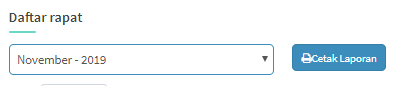 Daftar rapat
November - 2019
Cetak Laporan